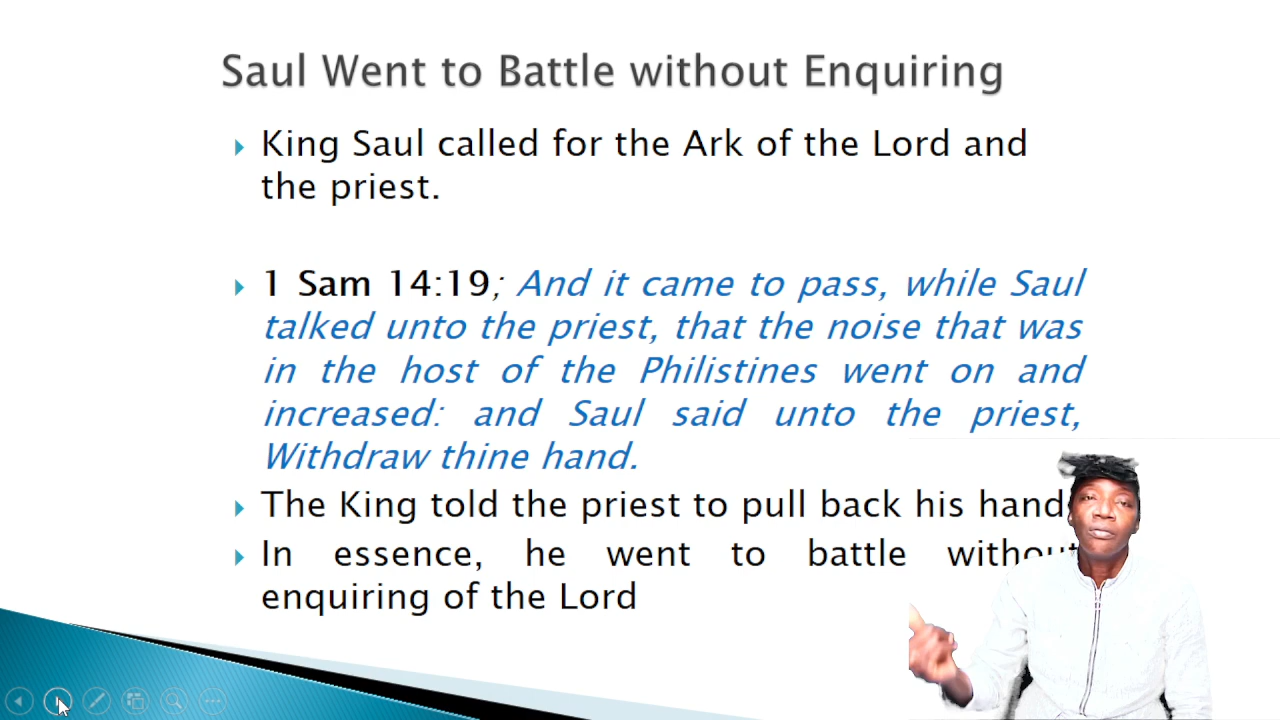 Saul Went to Battle without Enquiring
King Saul called for the Ark of the Lord and
the priest.
1 Sam 14:19; And it came to pass, while Saul
talked unto the priest, that the noise that was
in the host of the Philistines went on and
increased: and Saul said unto the priest,
Withdraw thine hand.
The King told the priest to pull back his hand
In essence, he went to battle without
enquiring of the Lord